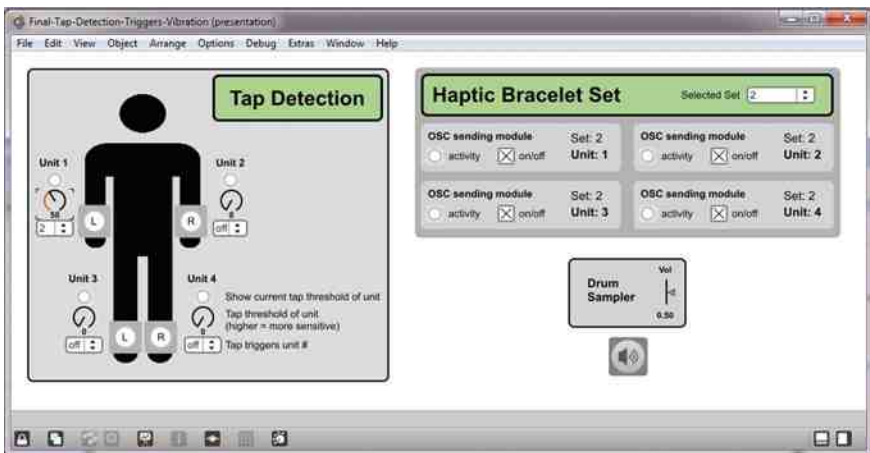 Final-Tap-Detection-Triggers-Vibration (presentation)
File Edit View Object Arrange Options Debug Extras Window Help
Tap Detection
Unit 1
50
2
L
Unit 2
0
off
R
Unit 3
0
off
L
Unit 4
0
off
R
Show current tap threshold of unit
Tap threshold of unit
(higher = more sensitive)
Tap triggers unit #
Haptic Bracelet Set
Selected Set 2
OSC sending module Set: 2
activity on/off Unit: 1
OSC sending module Set: 2
activity on/off Unit: 2
OSC sending module Set: 2
activity on/off Unit: 3
OSC sending module Set: 2
activity on/off Unit: 4
Drum
Sampler
Vol
0.50